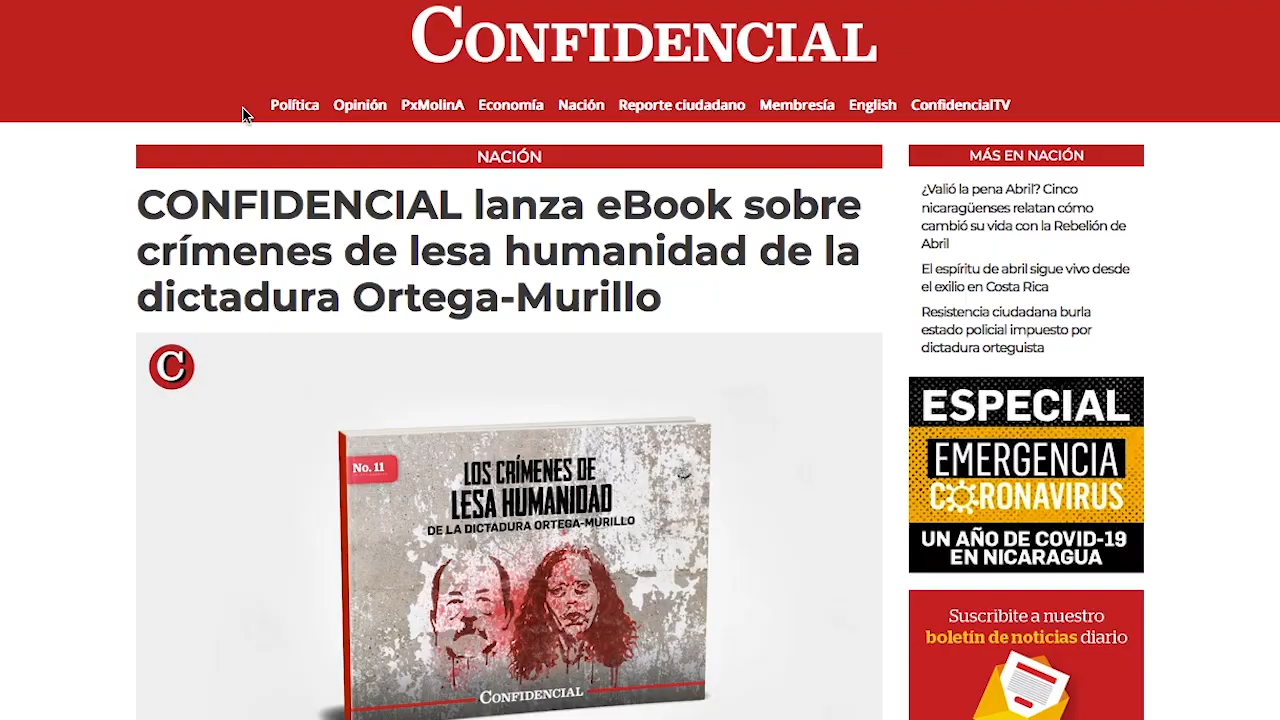 CONFIDENCIAL
Política Opinión PxMolinA Economía Nación Reporte ciudadano Membresía English ConfidencialTV
NACIÓN
CONFIDENCIAL lanza eBook sobre
crímenes de lesa humanidad de la
dictadura Ortega-Murillo
C
No. 11
LOS CRÍMENES DE
LESA HUMANIDAD
DE LA DICTADURA ORTEGA-MURILLO
CONFIDENCIAL
MÁS EN NACIÓN
¿Valió la pena Abril? Cinco
nicaragüenses relatan cómo
cambió su vida con la Rebelión de
Abril
El espíritu de abril sigue vivo desde
el exilio en Costa Rica
Resistencia ciudadana burla
estado policial impuesto por
dictadura orteguista
ESPECIAL
EMERGENCIA
CORONAVIRUS
UN AÑO DE COVID-19
EN NICARAGUA
Suscribite a nuestro
boletín de noticias diario